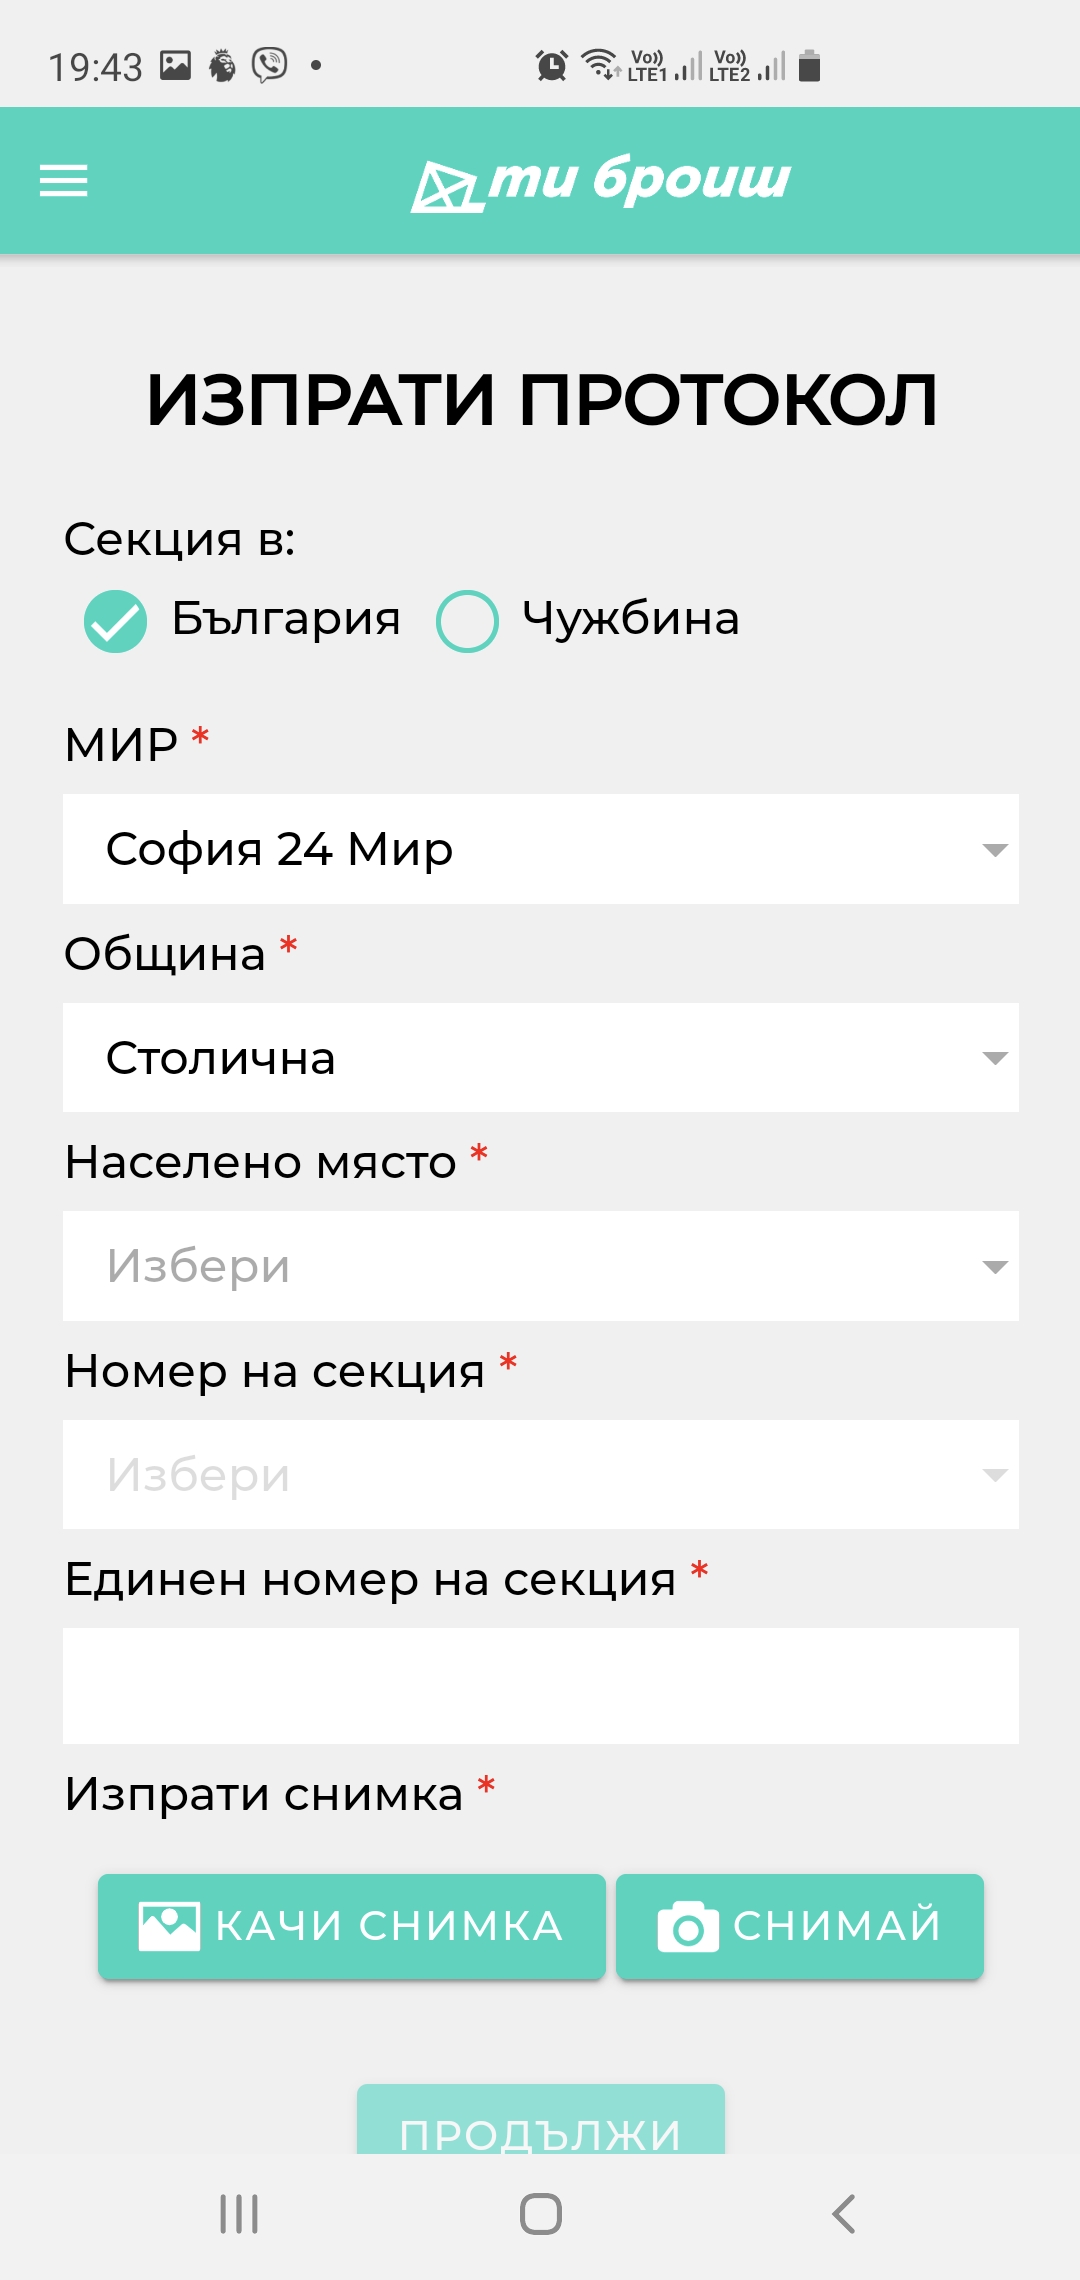 19:43
Vo)) LTE1 Vo)) LTE2
ти броиш
ИЗПРАТИ ПРОТОКОЛ
Секция в:
България Чужбина
МИР *
София 24 Мир
Община *
Столична
Населено място *
Избери
Номер на секция *
Избери
Единен номер на секция *
Изпрати снимка *
КАЧИ СНИМКА СНИМАЙ
ПРОДЪЛЖИ